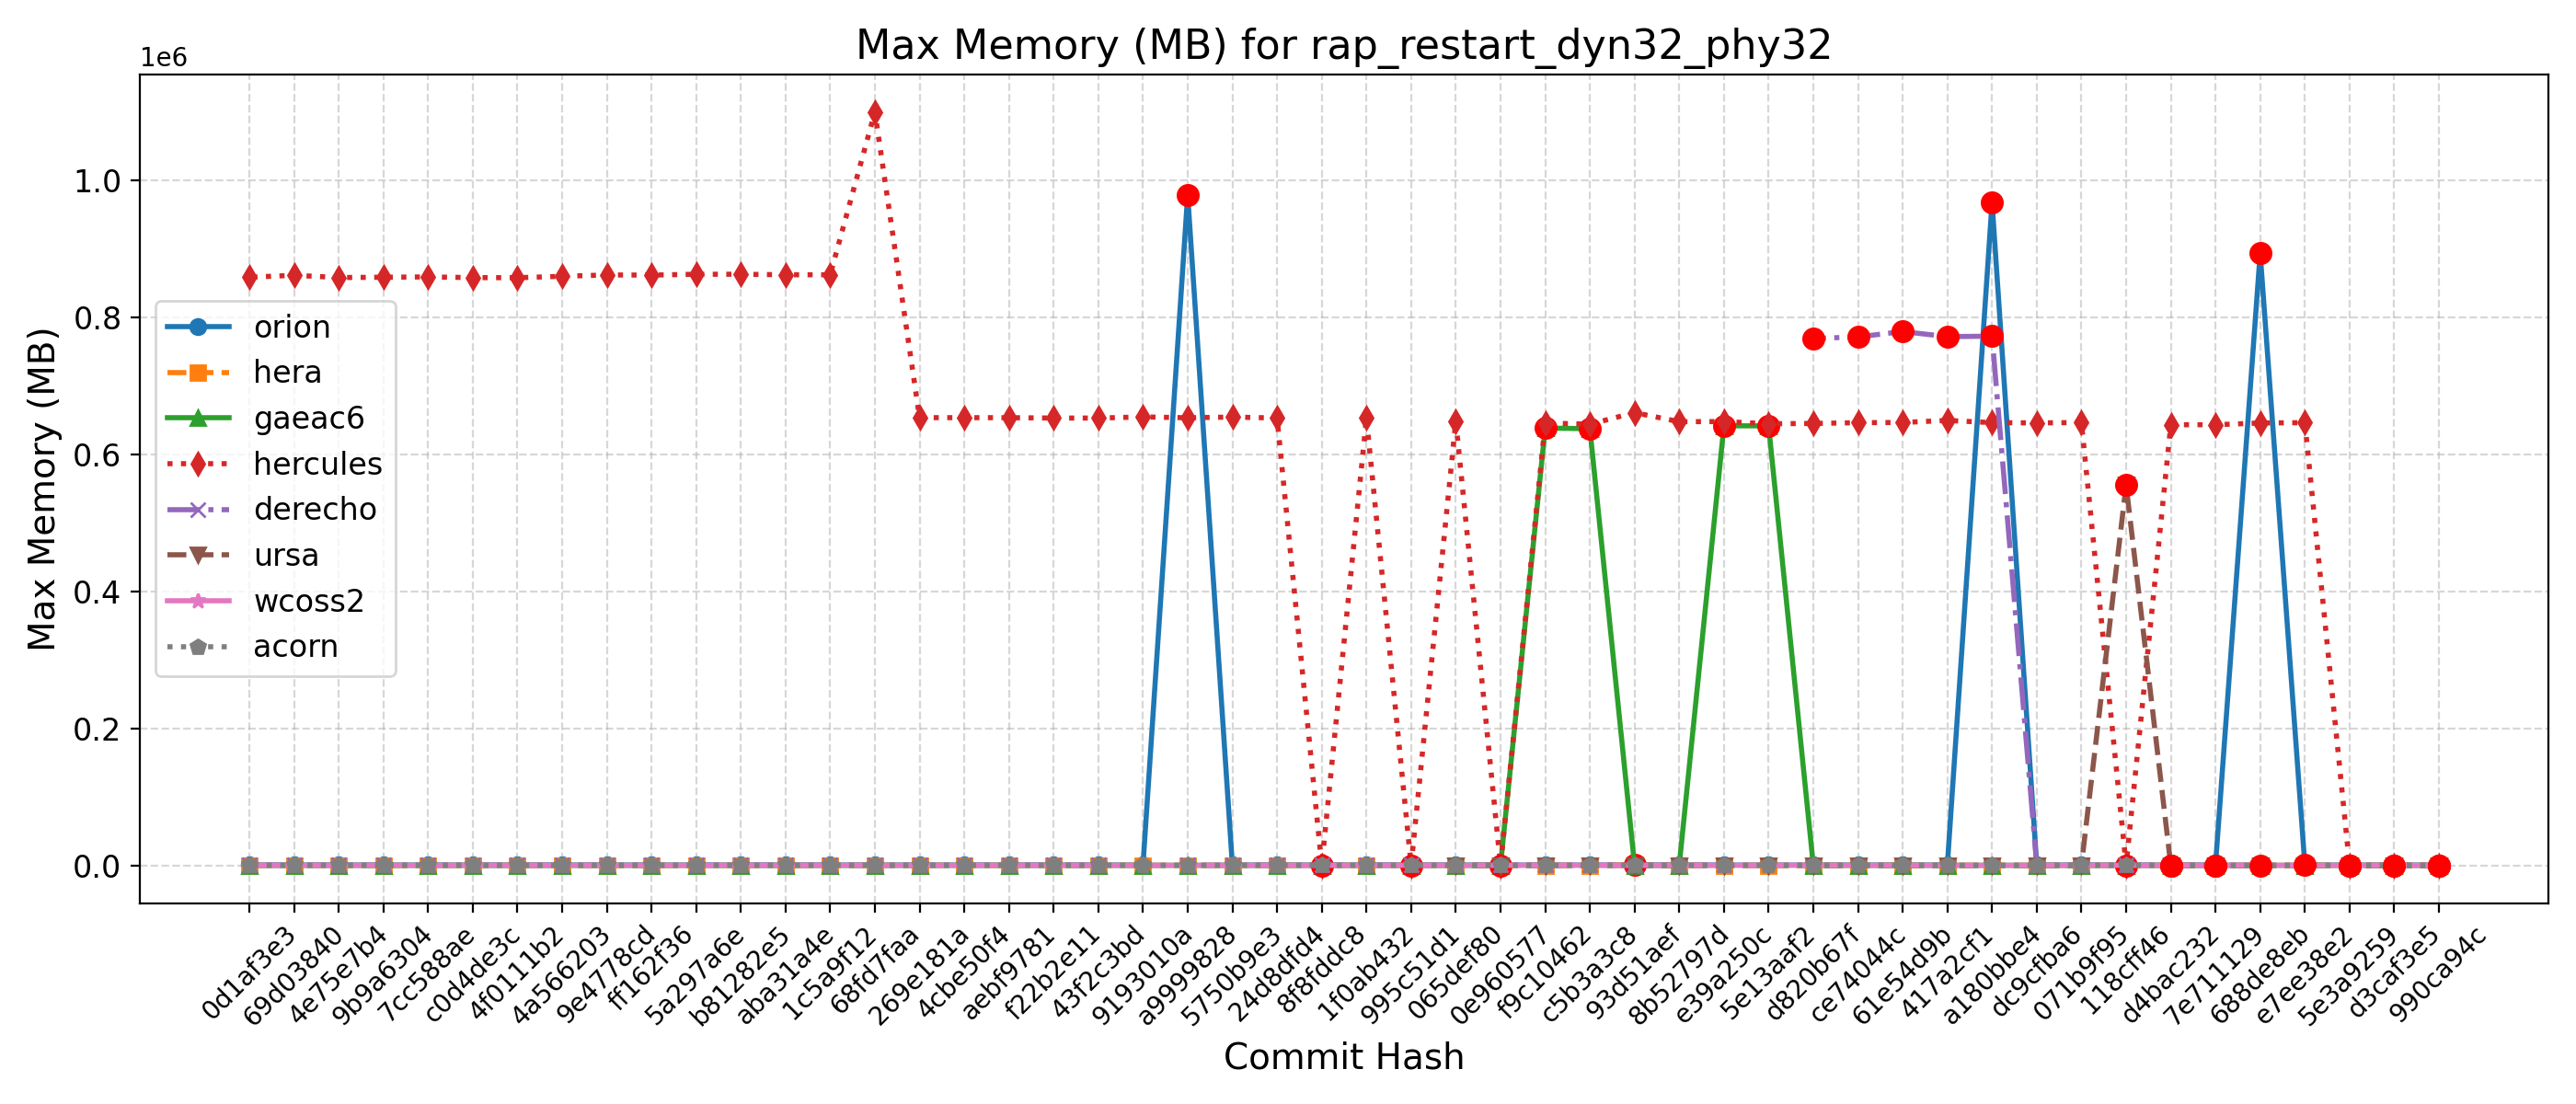 Max Memory (MB) for rap_restart_dyn32_phy32
1e6
1.0
0.8
0.6
0.4
0.2
0.0
Max Memory (MB)
orion
hera
gaeac6
hercules
derecho
ursa
wcoss2
acorn
0d1af3e3
69d03840
4e75e7b4
9b9a6304
7cc588ae
c0d4de3c
4f0111b2
4a566203
9e4778cd
ff162f36
5a297a6e
b81282e5
aba31a4e
1c5a9f12
68fd7faa
269e181a
4cbe50f4
aebf9781
f22b2e11
43f2c3bd
9193010a
a9999828
5750b9e3
24d8dfd4
8f8fddc8
1f0ab432
995c51d1
065def80
0e960577
f9c10462
c5b3a3c8
93d51aef
8b52797d
e39a250c
5e13aaf2
d820b67f
ce74044c
61e54d9b
417a2cf1
a180bbe4
dc9cfba6
071b9f95
118cff46
d4bac232
7e711129
688de8eb
e7ee38e2
5e3a9259
d3caf3e5
990ca94c
Commit Hash